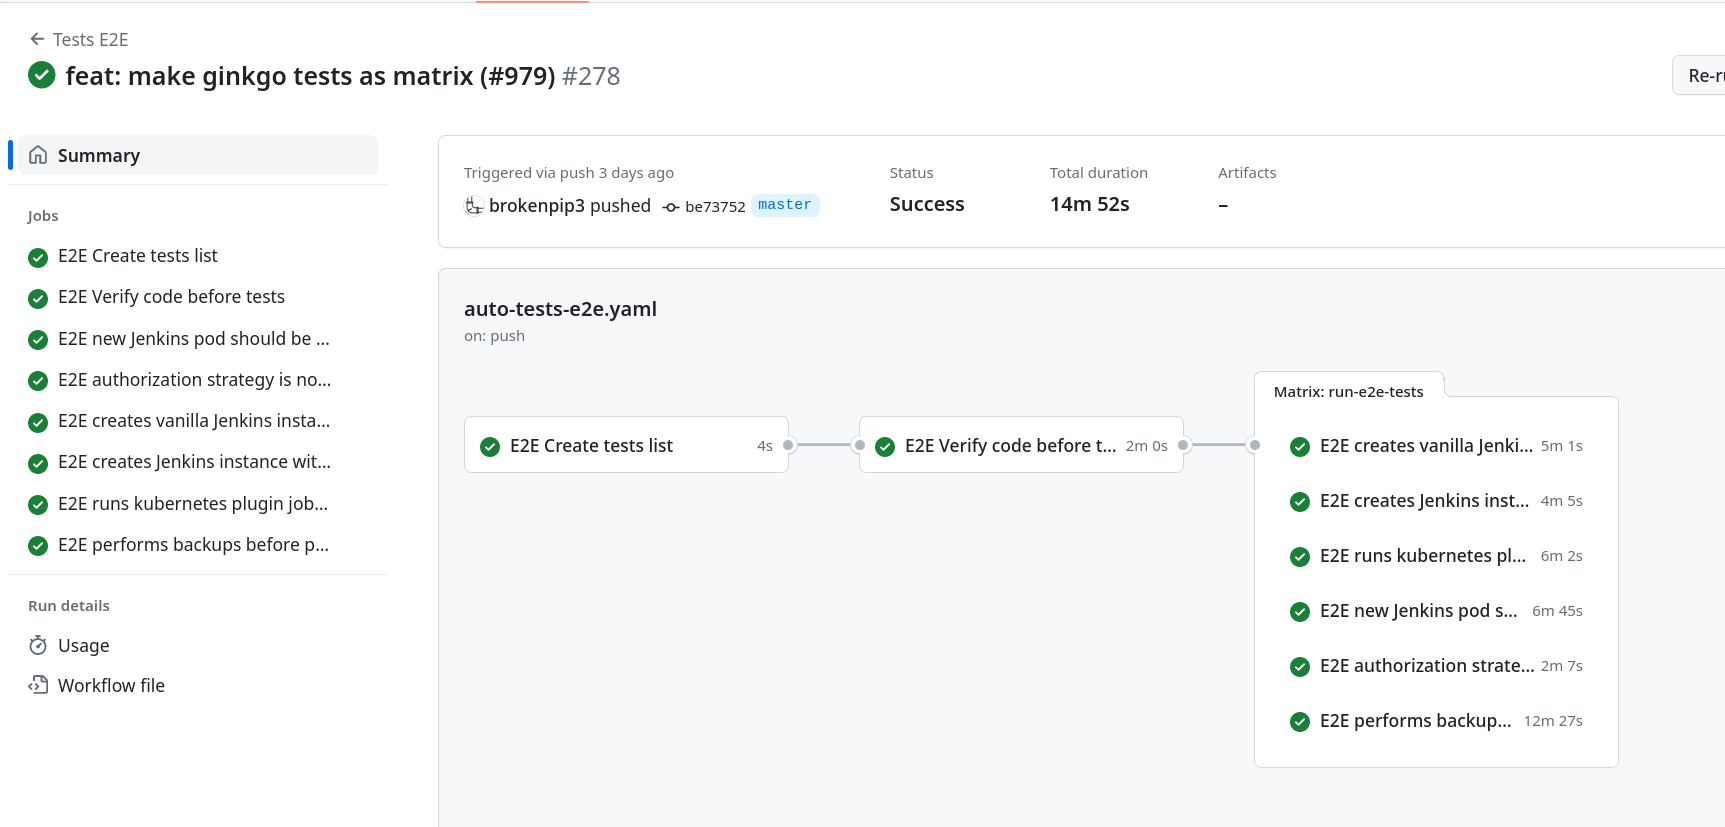 Tests E2E
feat: make ginkgo tests as matrix (#979) #278
Re-ru
Summary
Jobs
E2E Create tests list
E2E Verify code before tests
E2E new Jenkins pod should be ...
E2E authorization strategy is no...
E2E creates vanilla Jenkins insta...
E2E creates Jenkins instance wit...
E2E runs kubernetes plugin job...
E2E performs backups before p...
Run details
Usage
Workflow file
Triggered via push 3 days ago
brokenpip3 pushed be73752 master
Status
Success
Total duration
14m 52s
Artifacts
–
auto-tests-e2e.yaml
on: push
E2E Create tests list 4s
E2E Verify code before t... 2m 0s
Matrix: run-e2e-tests
E2E creates vanilla Jenki... 5m 1s
E2E creates Jenkins inst... 4m 5s
E2E runs kubernetes pl... 6m 2s
E2E new Jenkins pod s... 6m 45s
E2E authorization strate... 2m 7s
E2E performs backup... 12m 27s